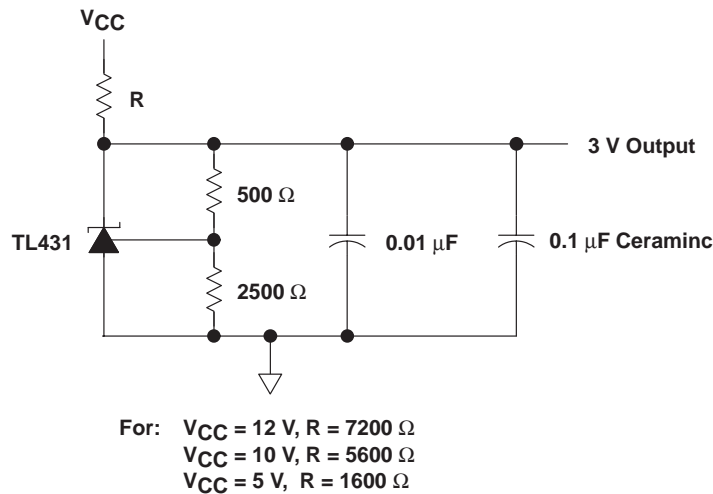 VCC
R
3 V Output
500 Ω
TL431
0.01 μF
0.1 μF Ceraminc
2500 Ω
For: VCC = 12 V, R = 7200 Ω
VCC = 10 V, R = 5600 Ω
VCC = 5 V, R = 1600 Ω